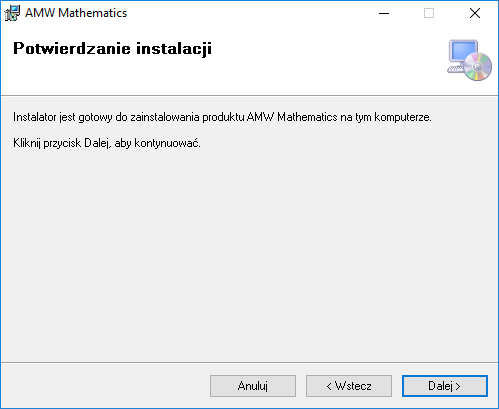 AMW Mathematics
Potwierdzanie instalacji
Instalator jest gotowy do zainstalowania produktu AMW Mathematics na tym komputerze.
Kliknij przycisk Dalej, aby kontynuować.
Anuluj
< Wstecz
Dalej >